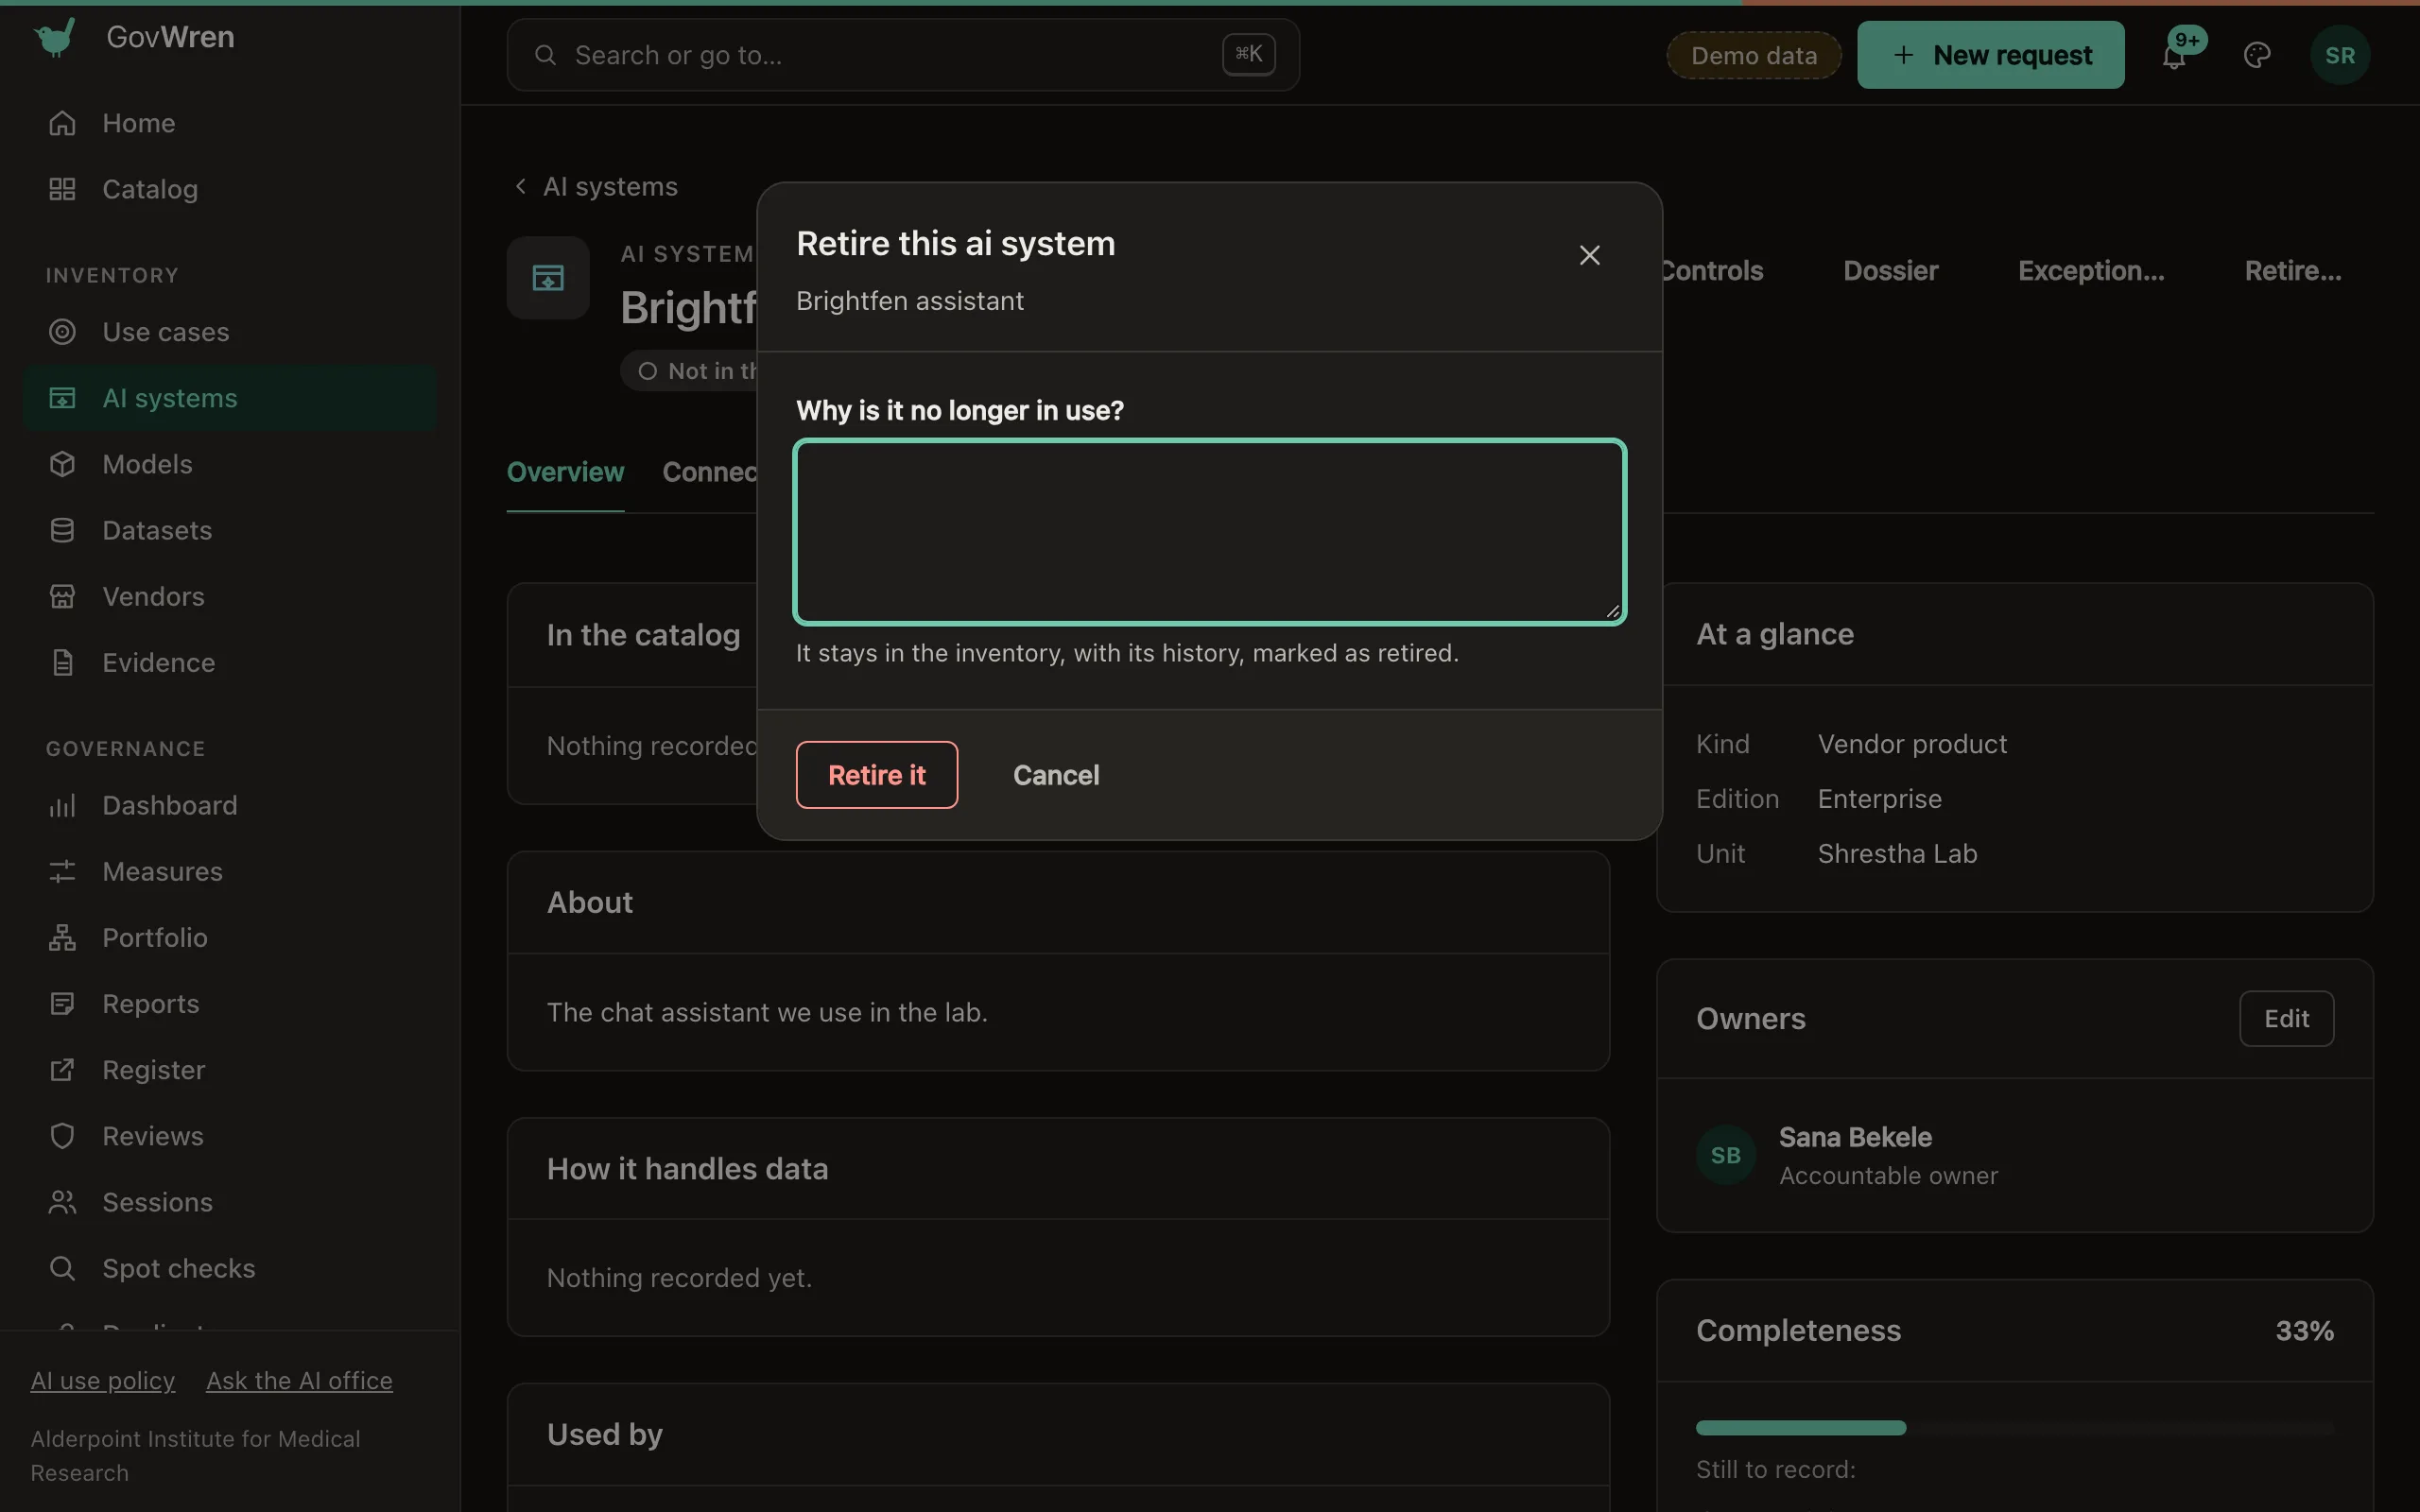 GovWren
Search or go to...
⌘K
Demo data
+ New request
9+
SR
Home
Catalog
INVENTORY
Use cases
AI systems
Models
Datasets
Vendors
Evidence
GOVERNANCE
Dashboard
Measures
Portfolio
Reports
Register
Reviews
Sessions
Spot checks
AI use policy
Ask the AI office
Alderpoint Institute for Medical
Research
AI systems
AI SYSTEM
Controls
Dossier
Exception...
Retire...
Not in
Overview
In the catalog
Nothing recorded
About
The chat assistant we use in the lab.
How it handles data
Nothing recorded yet.
Used by
Retire this ai system
Brightfen assistant
Why is it no longer in use?
It stays in the inventory, with its history, marked as retired.
Retire it
Cancel
At a glance
Kind Vendor product
Edition Enterprise
Unit Shrestha Lab
Owners
Edit
SB
Sana Bekele
Accountable owner
Completeness
33%
Still to record: